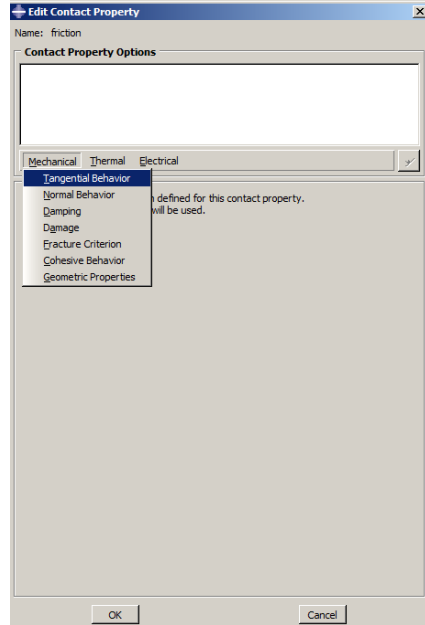 Edit Contact Property
Name: friction
Contact Property Options
Mechanical Thermal Electrical
Tangential Behavior
Normal Behavior
defined for this contact property.
Damping
will be used.
Damage
Fracture Criterion
Cohesive Behavior
Geometric Properties
OK Cancel